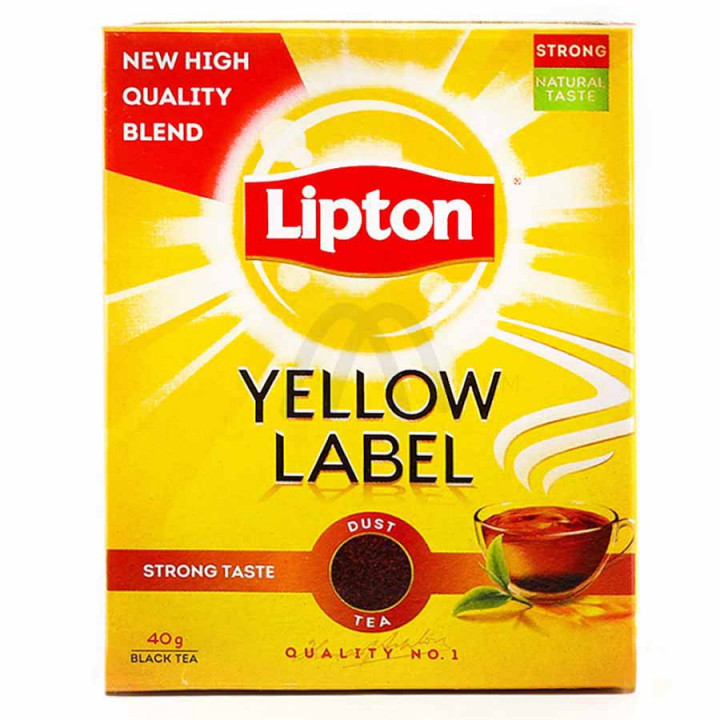 NEW HIGH
QUALITY
BLEND
STRONG
NATURAL
TASTE
Lipton®
YELLOW
LABEL
DUST
TEA
STRONG TASTE
40g
BLACK TEA
QUALITY NO.1